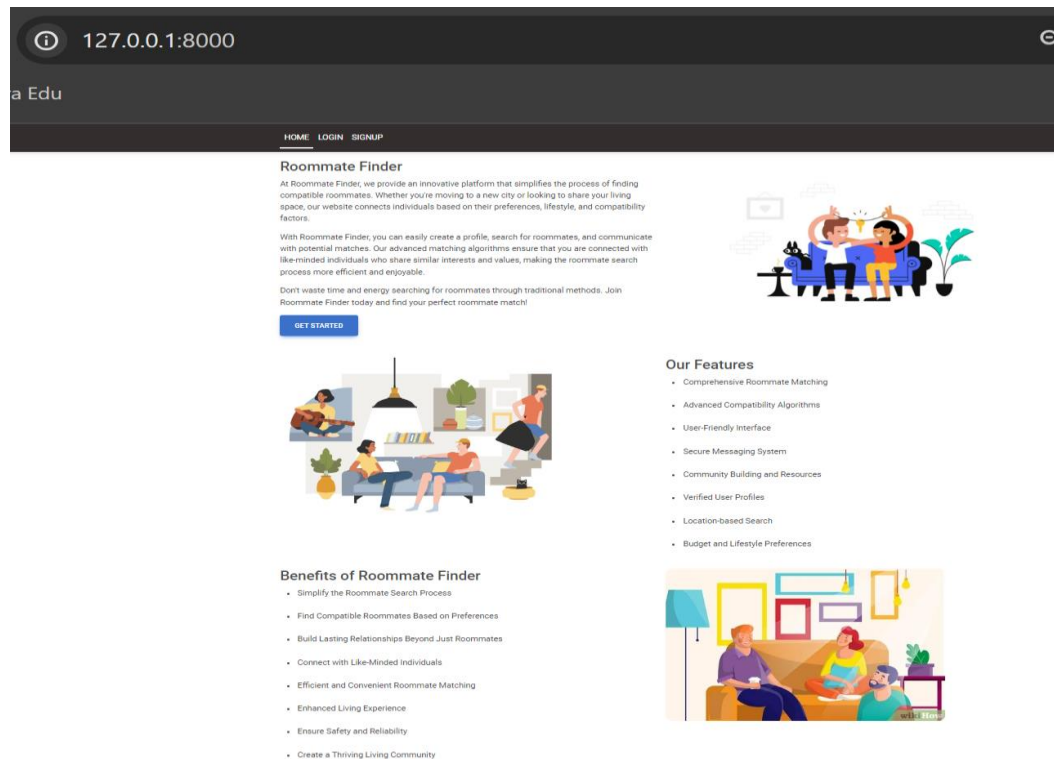 127.0.0.1:8000
a Edu
HOME LOGIN SIGNUP
Roommate Finder
At Roommate Finder, we provide an innovative platform that simplifies the process of finding
compatible roommates. Whether you're moving to a new city or looking to share your living
space, our website connects individuals based on their preferences, lifestyle, and compatibility
factors.
With Roommate Finder, you can easily create a profile, search for roommates, and communicate
with potential matches. Our advanced matching algorithms ensure that you are connected with
like-minded individuals who share similar interests and values, making the roommate search
process more efficient and enjoyable.
Don't waste time and energy searching for roommates through traditional methods. Join
Roommate Finder today and find your perfect roommate match!
GET STARTED
Our Features
• Comprehensive Roommate Matching
• Advanced Compatibility Algorithms
• User-Friendly Interface
• Secure Messaging System
• Community Building and Resources
• Verified User Profiles
• Location-based Search
• Budget and Lifestyle Preferences
Benefits of Roommate Finder
• Simplify the Roommate Search Process
• Find Compatible Roommates Based on Preferences
• Build Lasting Relationships Beyond Just Roommates
• Connect with Like-Minded Individuals
• Efficient and Convenient Roommate Matching
• Enhanced Living Experience
• Ensure Safety and Reliability
• Create a Thriving Living Community
wikiHow